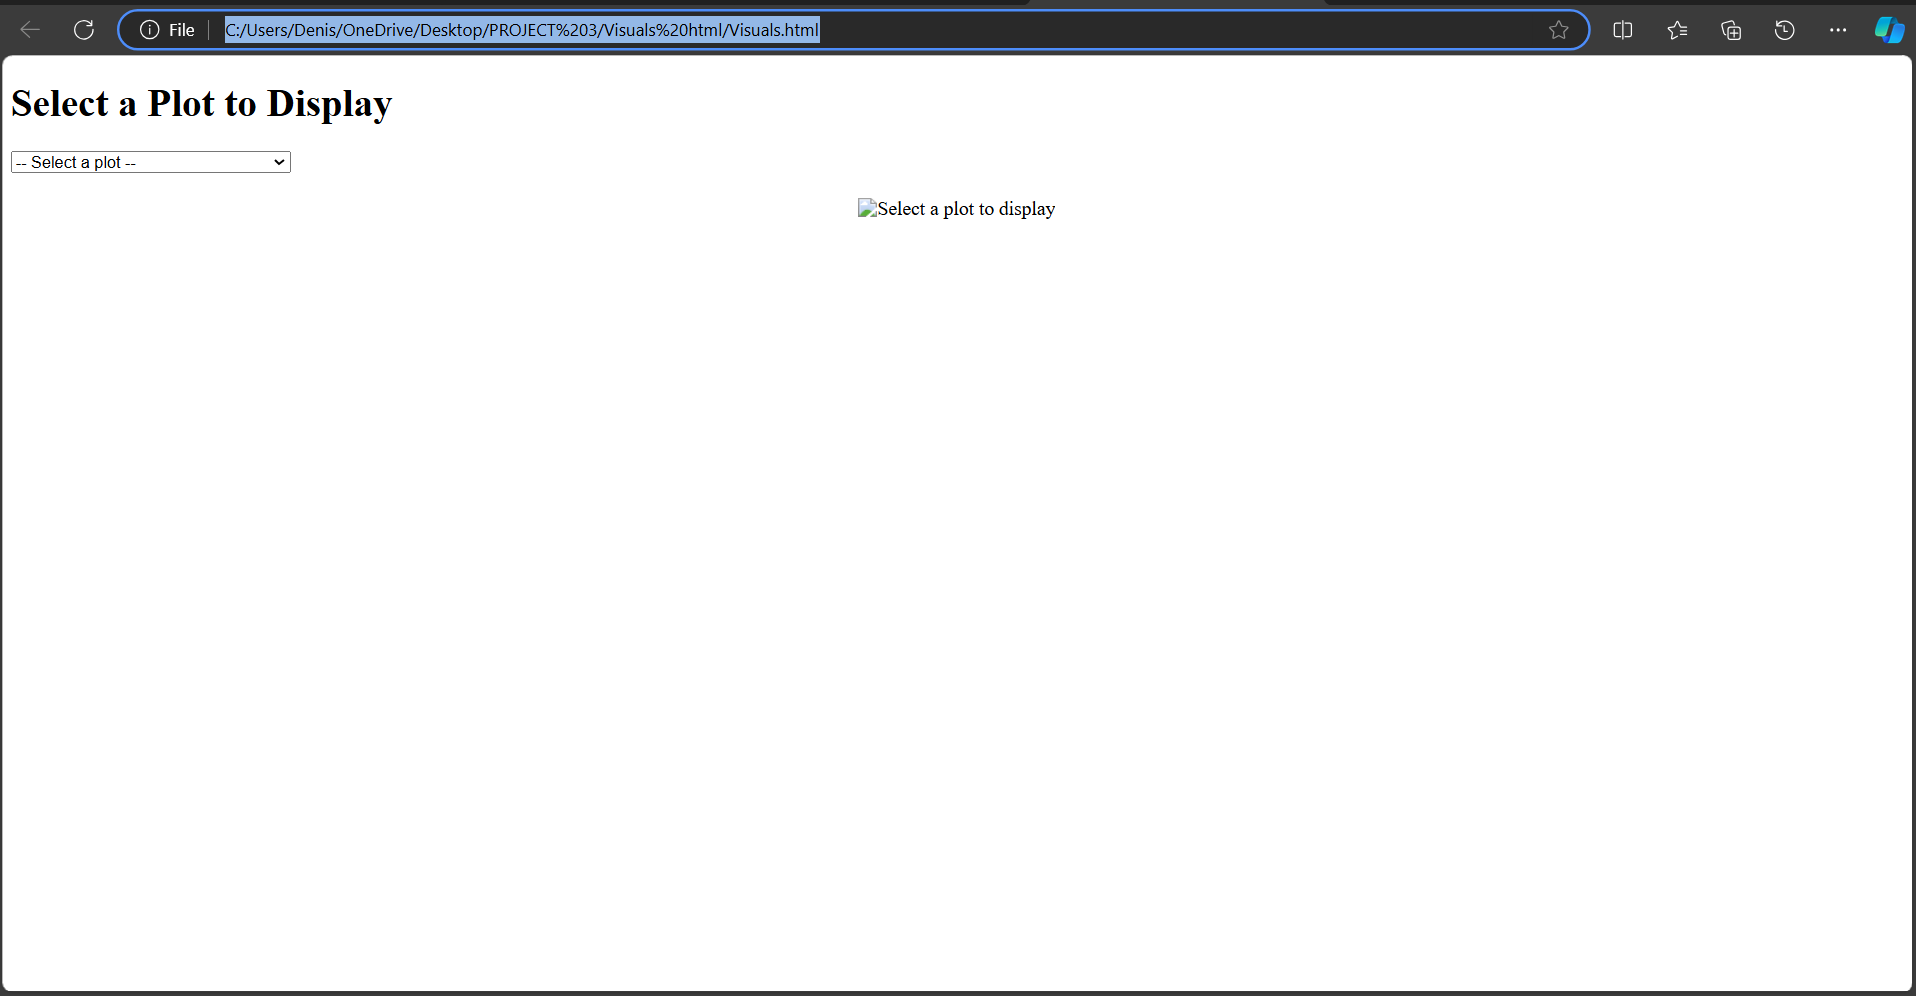 File C:/Users/Denis/OneDrive/Desktop/PROJECT%203/Visuals%20html/Visuals.html
Select a Plot to Display
-- Select a plot --
Select a plot to display